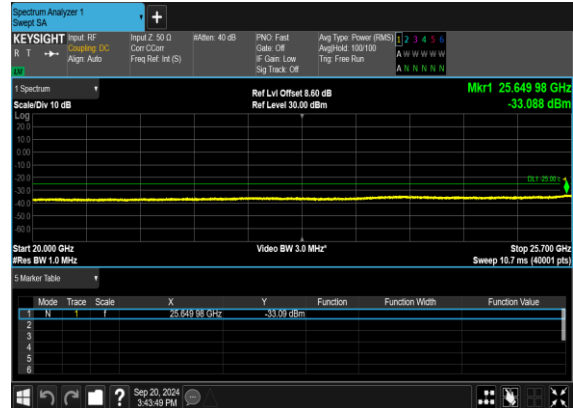 Spectrum Analyzer 1
Swept SA
KEYSIGHT
R T
LM
Input: RF
Coupling: DC
Align: Auto
Input Z: 50 Ω
Corr CCorr
Freq Ref: Int (S)
#Atten: 40 dB
PNO: Fast
Gate: Off
IF Gain: Low
Sig Track: Off
Avg Type: Power (RMS)
Avg|Hold: 100/100
Trig: Free Run
1 2 3 4 5 6
A W W W W W
A N N N N N
1 Spectrum
Scale/Div 10 dB
Ref Lvl Offset 8.60 dB
Ref Level 30.00 dBm
Mkr1 25.649 98 GHz
-33.088 dBm
Log
20.0
10.0
0.00
-10.0
-20.0
-30.0
-40.0
-50.0
-60.0
Start 20.000 GHz
#Res BW 1.0 MHz
Video BW 3.0 MHz*
Stop 25.700 GHz
Sweep 10.7 ms (40001 pts)
5 Marker Table
Mode Trace Scale X Y Function Function Width Function Value
1 N 1 f 25.649 98 GHz -33.09 dBm
2
3
4
5
6
Sep 20, 2024
3:43:49 PM